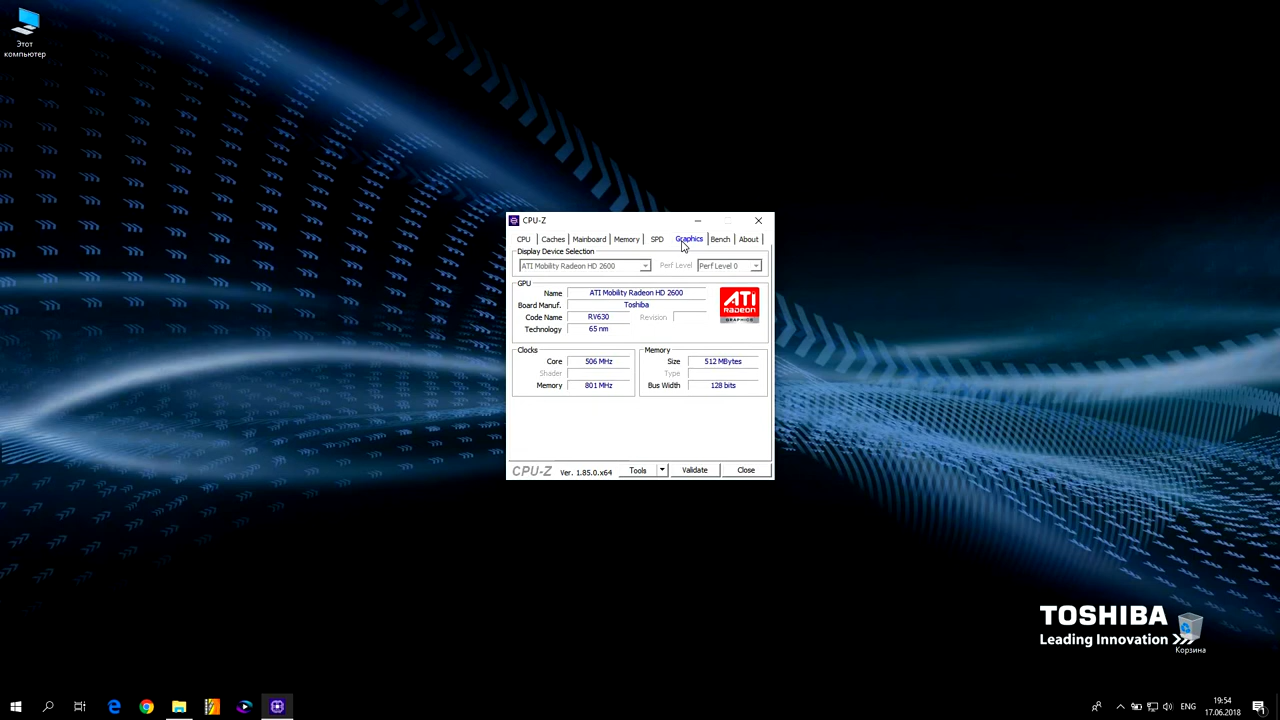 Этот
компьютер
CPU-Z
CPU Caches Mainboard Memory SPD Graphics Bench About
Display Device Selection
ATI Mobility Radeon HD 2600 Perf Level Perf Level 0
GPU
Name ATI Mobility Radeon HD 2600
Board Manuf. Toshiba
Code Name RV630 Revision
Technology 65 nm
ATI
RADEON
GRAPHICS
Clocks
Core 506 MHz
Shader
Memory 801 MHz
Memory
Size 512 MBytes
Type
Bus Width 128 bits
CPU-Z Ver. 1.85.0.x64 Tools Validate Close
TOSHIBA
Leading Innovation
Корзина
ENG
19:54
17.06.2018
1